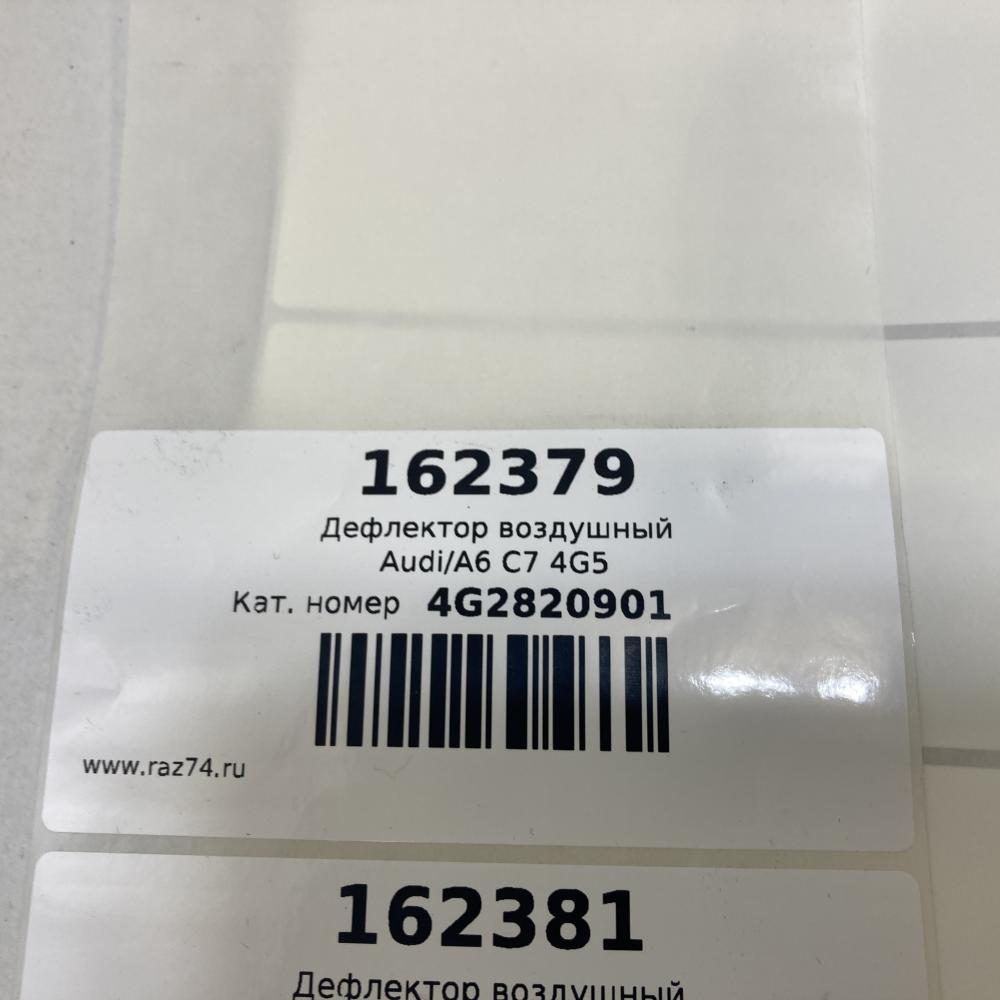 162379
Дефлектор воздушный
Audi/A6 C7 4G5
Кат. номер 4G2820901
www.raz74.ru
162381
Дефлектор воздушный